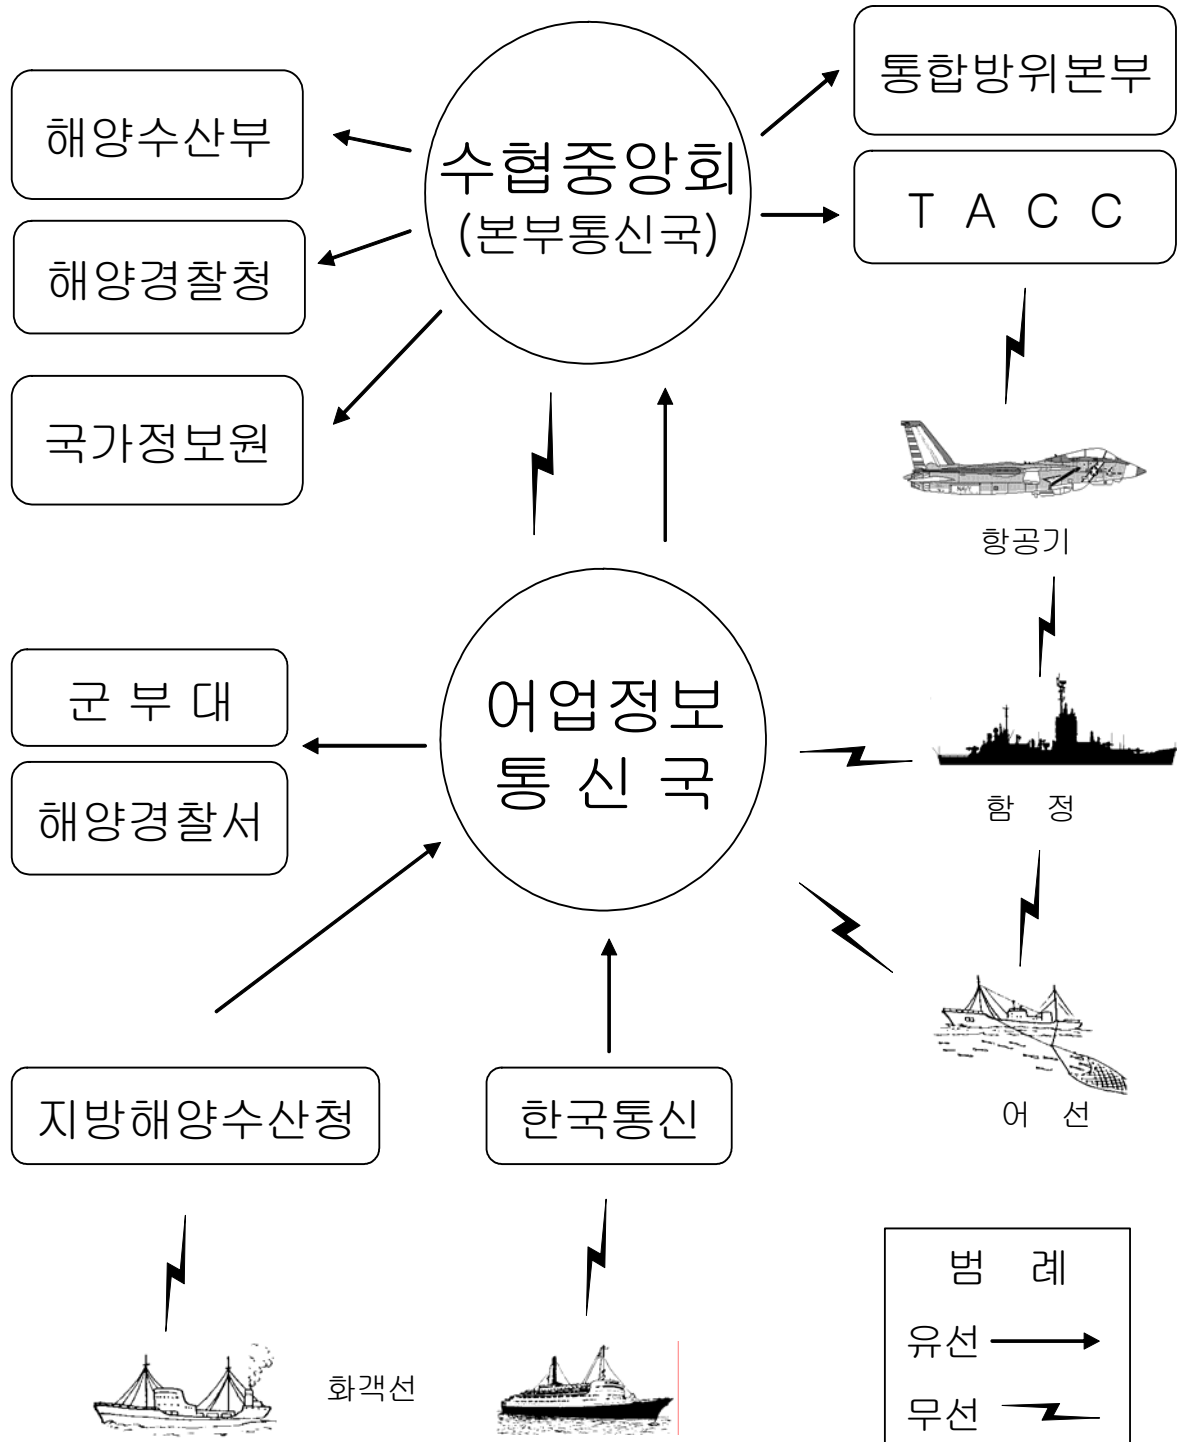 통합방위본부
해양수산부
수협중앙회
(본부통신국)
T A C C
해양경찰청
국가정보원
NAVY
항공기
군 부 대
어업정보
통 신 국
해양경찰서
함 정
지방해양수산청
한국통신
어 선
범 례
유선
화객선
무선